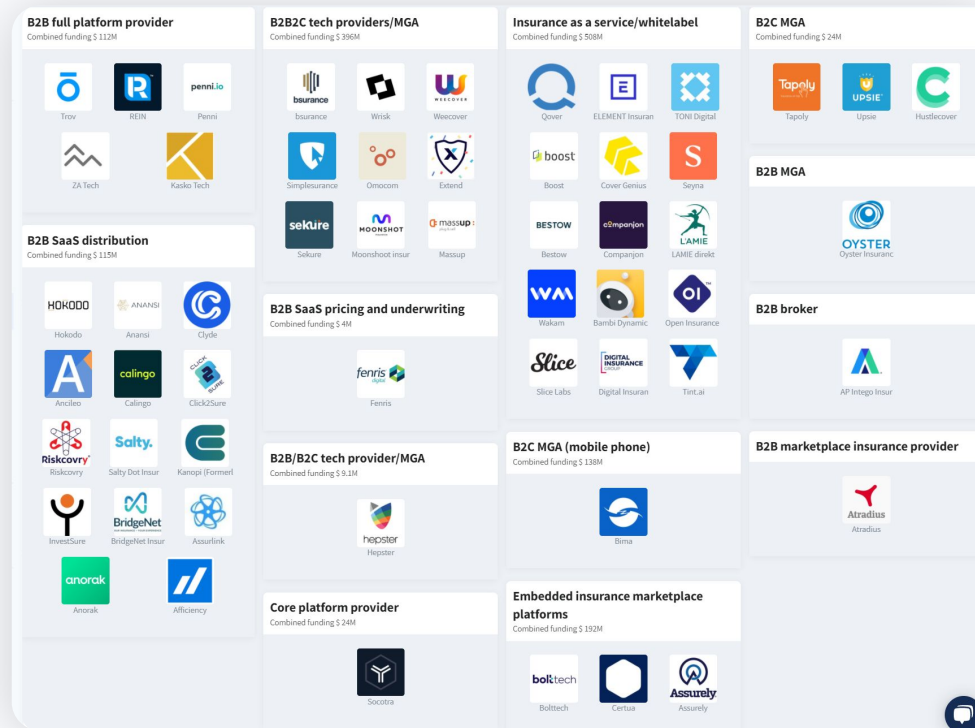 B2B full platform provider
Combined funding $ 112M
ō
R
penni.io
Trov
REIN
Penni
ZA Tech
Kasko Tech
B2B SaaS distribution
Combined funding $ 115M
HOKODO
ANANSI
Hokodo
Anansi
Clyde
A
calingo
CLICK
2
SURE
Ancileo
Calingo
Click2Sure
Riskcovry
Salty.
Riskcovry
Salty Dot Insur
Kanopi (Formerl
BridgeNet
InvestSure
BridgeNet Insur
Assurlink
anorak
Anorak
Afficiency
B2B2C tech providers/MGA
Combined funding $ 396M
bsurance
WEECOVER
bsurance
Wrisk
Weecover
X
Simplesurance
Omocom
Extend
sekure
MOONSHOT
massup
Sekure
Moonshoot insur
Massup
B2B SaaS pricing and underwriting
Combined funding $ 4M
fenris
digital
Fenris
B2B/B2C tech provider/MGA
Combined funding $ 9.1M
hepster
Hepster
Core platform provider
Combined funding $ 24M
Socotra
Insurance as a service/whitelabel
Combined funding $ 508M
E
Qover
ELEMENT Insuran
TONI Digital
boost
S
Boost
Cover Genius
Seyna
BESTOW
c2mpanjon
L'AMIE
Bestow
Companjon
LAMIE direkt
OI
Wakam
Bambi Dynamic
Open Insurance
Slice
DIGITAL
INSURANCE
GROUP
Slice Labs
Digital Insuran
Tint.ai
B2C MGA (mobile phone)
Combined funding $ 138M
Bima
Embedded insurance marketplace
platforms
Combined funding $ 192M
bolttech
Assurely
Bolttech
Certua
Assurely
B2C MGA
Combined funding $ 24M
Tapoly
UPSIE
Tapoly
Upsie
Hustlecover
B2B MGA
OYSTER
Oyster Insuranc
B2B broker
AP Intego Insur
B2B marketplace insurance provider
Atradius
Atradius